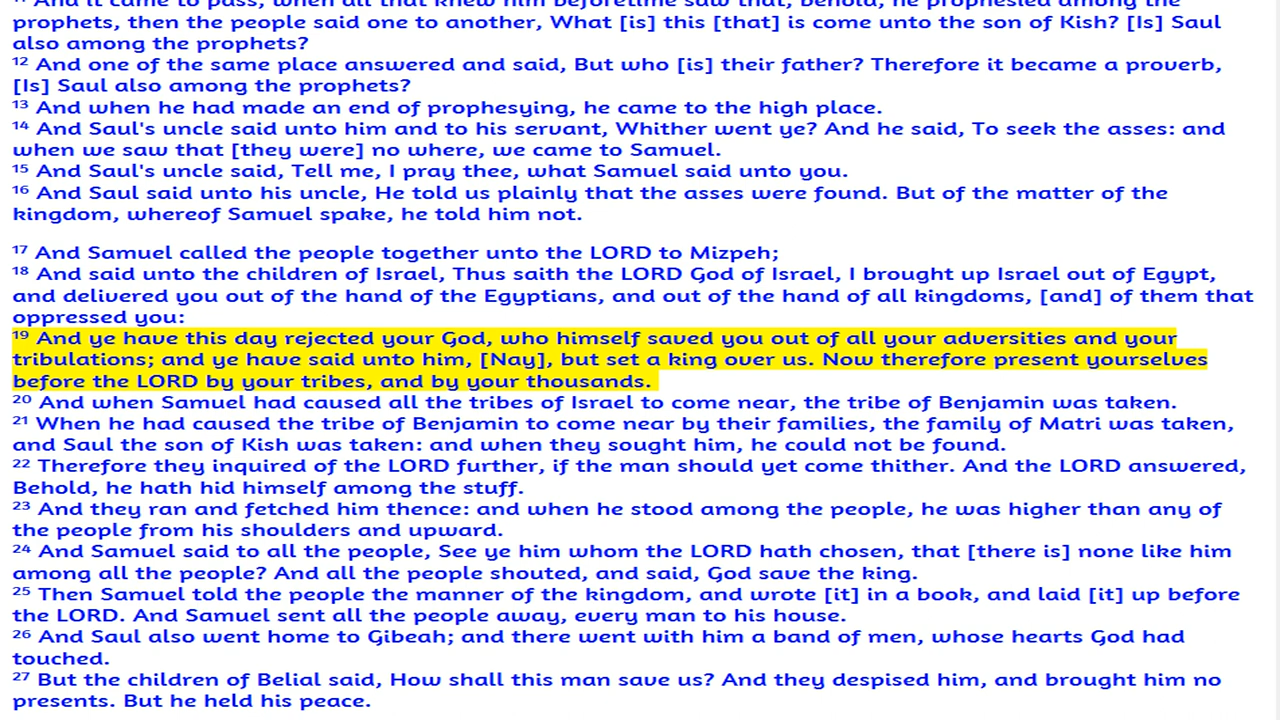 ¹¹ And it came to pass, when all that knew him beforetime saw that, behold, he prophesied among the
prophets, then the people said one to another, What [is] this [that] is come unto the son of Kish? [Is] Saul
also among the prophets?
¹² And one of the same place answered and said, But who [is] their father? Therefore it became a proverb,
[Is] Saul also among the prophets?
¹³ And when he had made an end of prophesying, he came to the high place.
¹⁴ And Saul's uncle said unto him and to his servant, Whither went ye? And he said, To seek the asses: and
when we saw that [they were] no where, we came to Samuel.
¹⁵ And Saul's uncle said, Tell me, I pray thee, what Samuel said unto you.
¹⁶ And Saul said unto his uncle, He told us plainly that the asses were found. But of the matter of the
kingdom, whereof Samuel spake, he told him not.
¹⁷ And Samuel called the people together unto the LORD to Mizpeh;
¹⁸ And said unto the children of Israel, Thus saith the LORD God of Israel, I brought up Israel out of Egypt,
and delivered you out of the hand of the Egyptians, and out of the hand of all kingdoms, [and] of them that
oppressed you:
¹⁹ And ye have this day rejected your God, who himself saved you out of all your adversities and your
tribulations; and ye have said unto him, [Nay], but set a king over us. Now therefore present yourselves
before the LORD by your tribes, and by your thousands.
²⁰ And when Samuel had caused all the tribes of Israel to come near, the tribe of Benjamin was taken.
²¹ When he had caused the tribe of Benjamin to come near by their families, the family of Matri was taken,
and Saul the son of Kish was taken: and when they sought him, he could not be found.
²² Therefore they inquired of the LORD further, if the man should yet come thither. And the LORD answered,
Behold, he hath hid himself among the stuff.
²³ And they ran and fetched him thence: and when he stood among the people, he was higher than any of
the people from his shoulders and upward.
²⁴ And Samuel said to all the people, See ye him whom the LORD hath chosen, that [there is] none like him
among all the people? And all the people shouted, and said, God save the king.
²⁵ Then Samuel told the people the manner of the kingdom, and wrote [it] in a book, and laid [it] up before
the LORD. And Samuel sent all the people away, every man to his house.
²⁶ And Saul also went home to Gibeah; and there went with him a band of men, whose hearts God had
touched.
²⁷ But the children of Belial said, How shall this man save us? And they despised him, and brought him no
presents. But he held his peace.